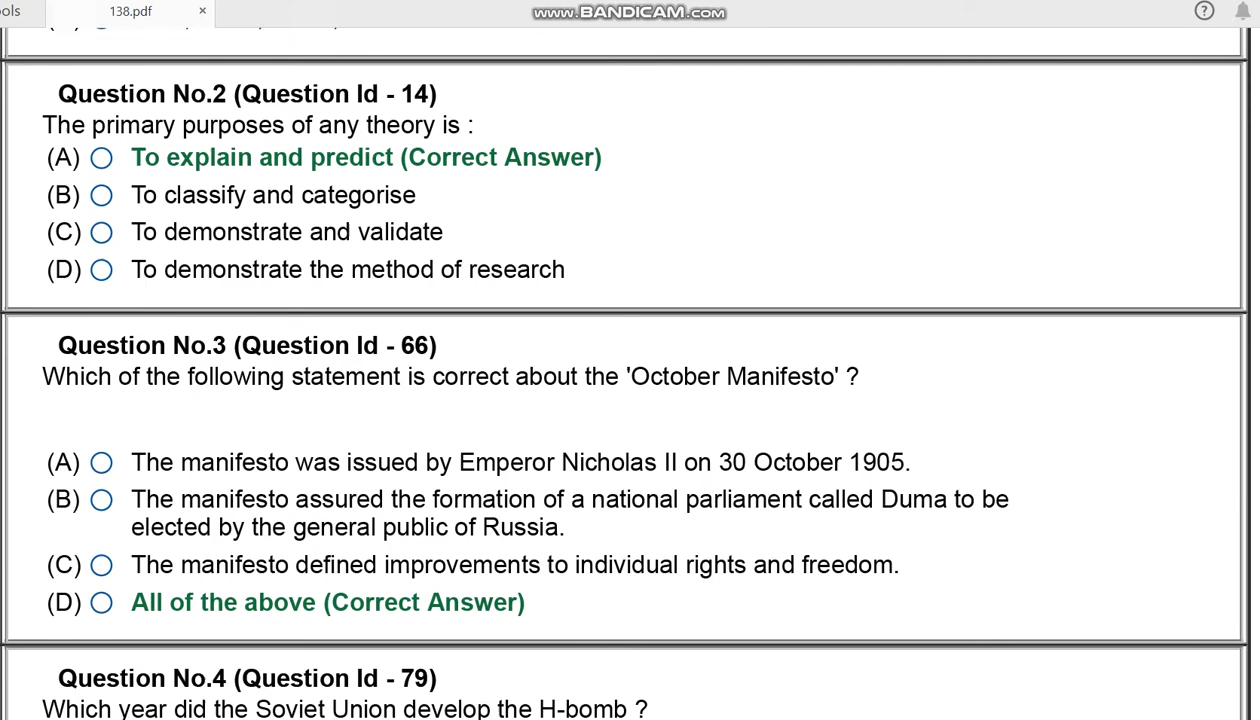 ols
138.pdf
×
www.BANDICAM.com
?
Question No.2 (Question Id - 14)
The primary purposes of any theory is :
(A) To explain and predict (Correct Answer)
(B) To classify and categorise
(C) To demonstrate and validate
(D) To demonstrate the method of research
Question No.3 (Question Id - 66)
Which of the following statement is correct about the 'October Manifesto' ?
(A) The manifesto was issued by Emperor Nicholas II on 30 October 1905.
(B) The manifesto assured the formation of a national parliament called Duma to be
elected by the general public of Russia.
(C) The manifesto defined improvements to individual rights and freedom.
(D) All of the above (Correct Answer)
Question No.4 (Question Id - 79)
Which year did the Soviet Union develop the H-bomb ?